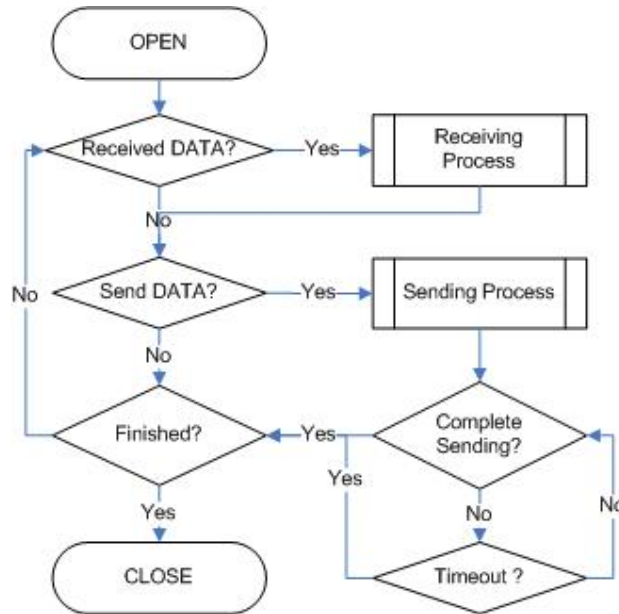 OPEN
Received DATA?
Yes
Receiving
Process
No
Send DATA?
Yes
Sending Process
No
No
Finished?
Yes
Complete
Sending?
Yes
No
No
Yes
CLOSE
Timeout ?